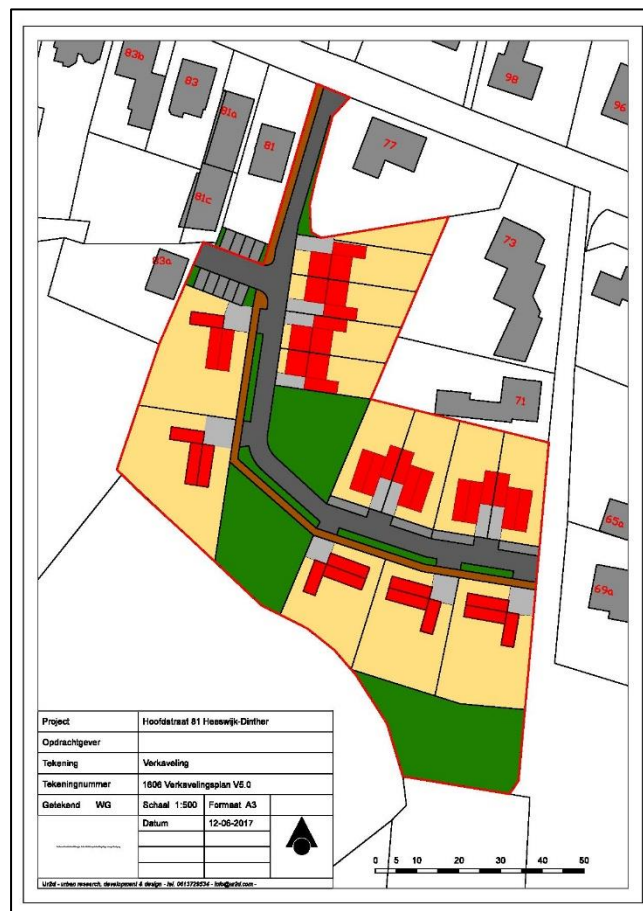 83b
83
81a
81
81c
83a
77
98
96
73
71
65a
69a
Project Hoofdstraat 81 Heeswijk-Dinther
Opdrachtgever
Tekening Verkaveling
Tekeningnummer 1606 Verkavelingsplan V5.0
Getekend WG Schaal 1:500 Formaat A3
Datum 12-06-2017
0 5 10 20 30 40 50
Ur2d - urban research, development & design - tel. 0613729534 - info@ur2d.com -